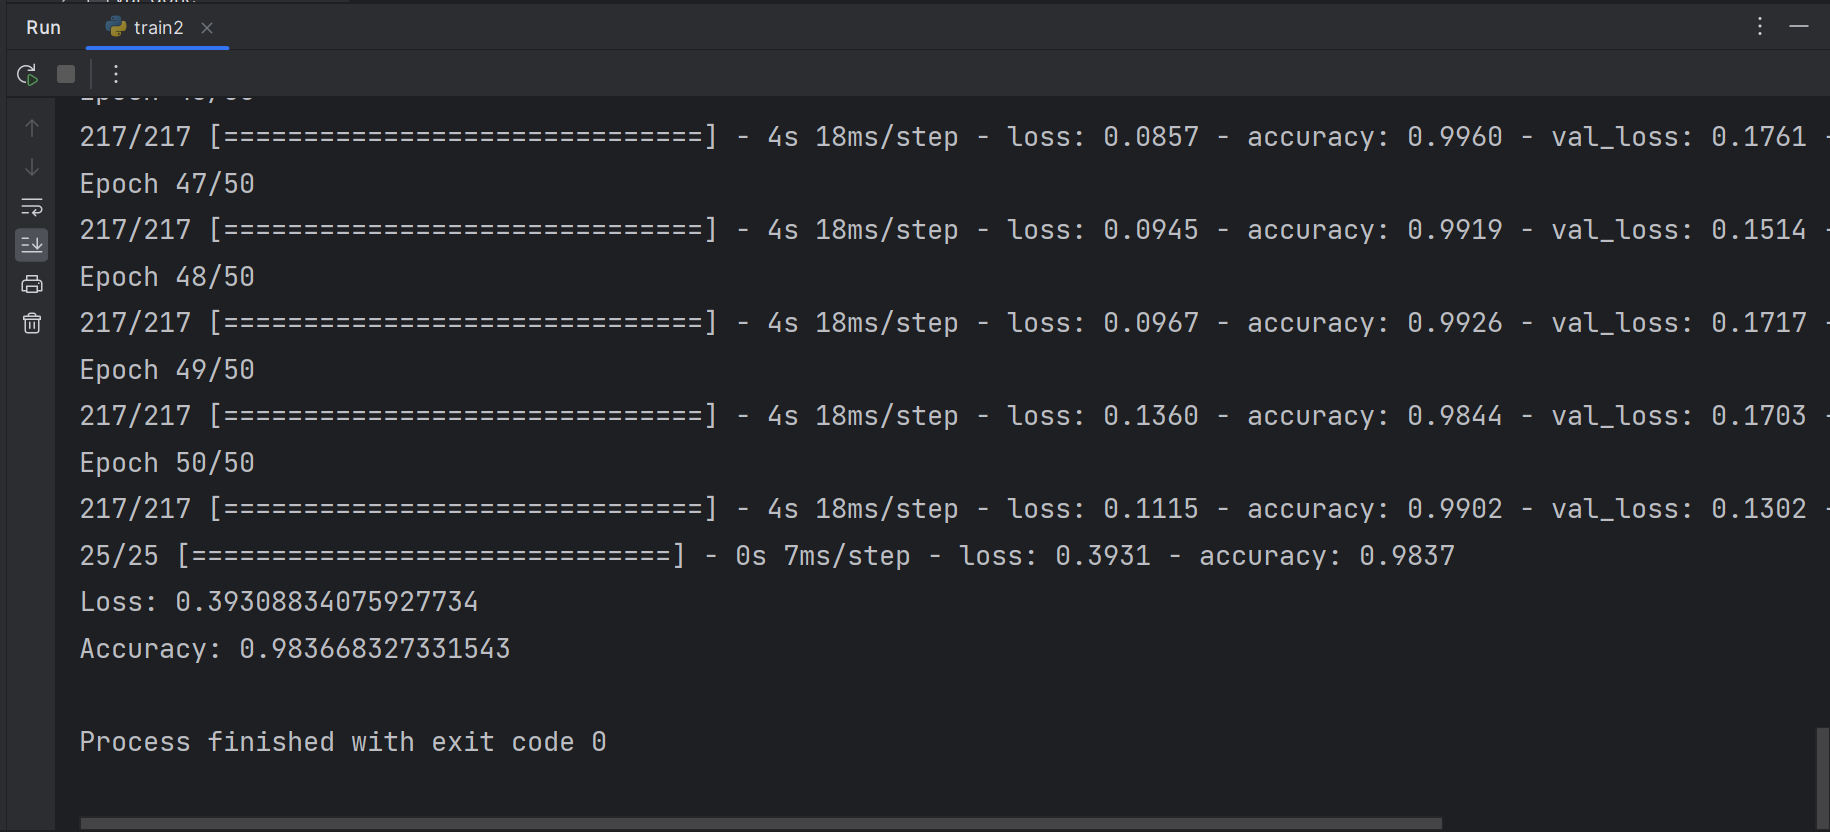 Run train2
217/217 [==============================] - 4s 18ms/step - loss: 0.0857 - accuracy: 0.9960 - val_loss: 0.1761 -
Epoch 47/50
217/217 [==============================] - 4s 18ms/step - loss: 0.0945 - accuracy: 0.9919 - val_loss: 0.1514 -
Epoch 48/50
217/217 [==============================] - 4s 18ms/step - loss: 0.0967 - accuracy: 0.9926 - val_loss: 0.1717 -
Epoch 49/50
217/217 [==============================] - 4s 18ms/step - loss: 0.1360 - accuracy: 0.9844 - val_loss: 0.1703 -
Epoch 50/50
217/217 [==============================] - 4s 18ms/step - loss: 0.1115 - accuracy: 0.9902 - val_loss: 0.1302 -
25/25 [==============================] - 0s 7ms/step - loss: 0.3931 - accuracy: 0.9837
Loss: 0.39308834075927734
Accuracy: 0.983668327331543
Process finished with exit code 0